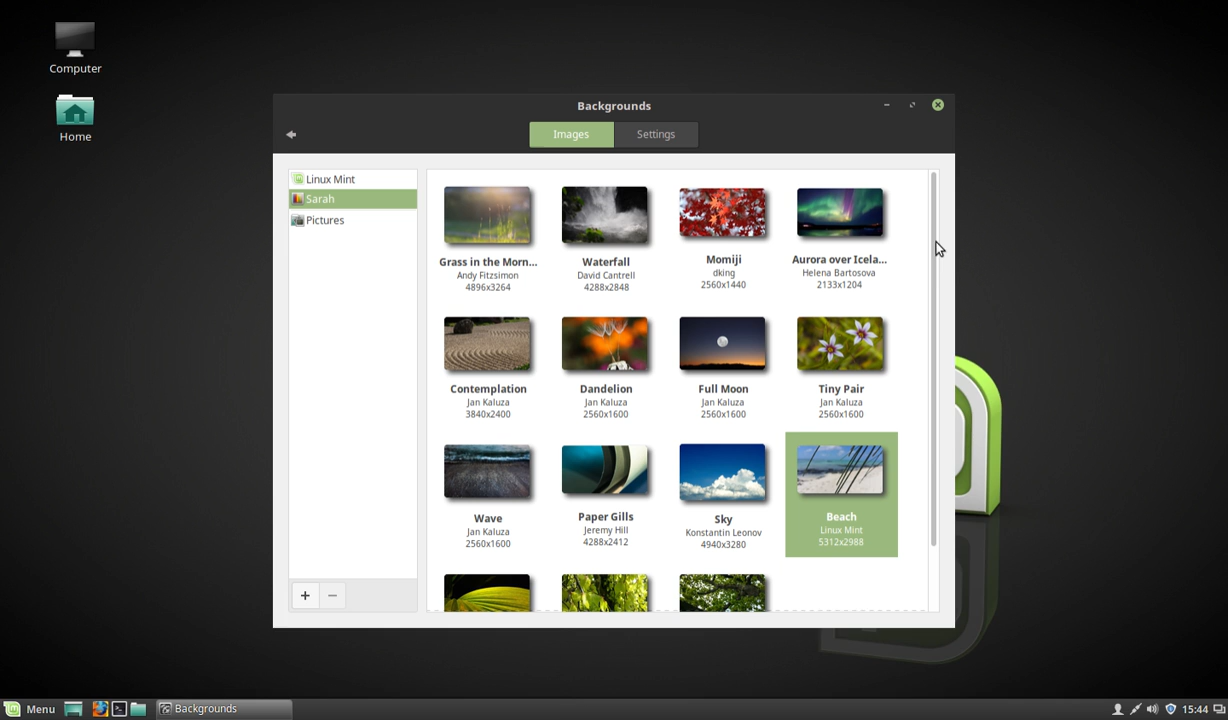 Computer
Home
Backgrounds
Images
Settings
Linux Mint
Sarah
Pictures
Grass in the Morn...
Andy Fitzsimon
4896x3264
Waterfall
David Cantrell
4288x2848
Momiji
dking
2560x1440
Aurora over Icela...
Helena Bartosova
2133x1204
Contemplation
Jan Kaluza
3840x2400
Dandelion
Jan Kaluza
2560x1600
Full Moon
Jan Kaluza
2560x1600
Tiny Pair
Jan Kaluza
2560x1600
Wave
Jan Kaluza
2560x1600
Paper Gills
Jeremy Hill
4288x2412
Sky
Konstantin Leonov
4940x3280
Beach
Linux Mint
5312x2988
Menu
Backgrounds
15:44